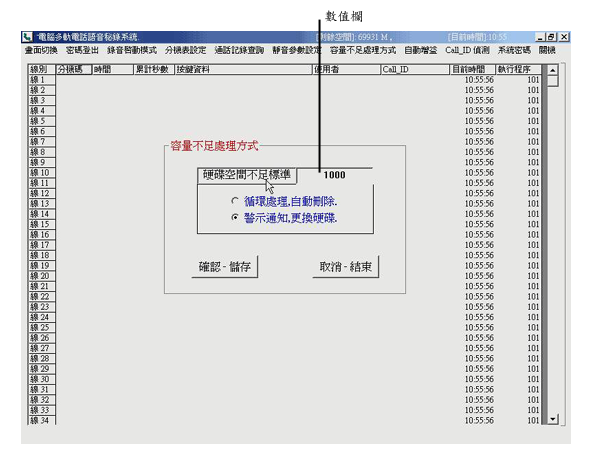 數值欄
電腦多軌電話語音秘錄系統 [剩餘空間]: 69931 M ; [目前時間]:10:55
畫面切換 密碼登出 錄音啓動模式 分機表設定 通話記錄查詢 靜音參數設定 容量不足處理方式 自動增益 Call_ID 偵測 系統密碼 關機
線別 分機碼 時間 累計秒數 按鍵資料 使用者 Call_ID 目前時間 執行程序
線 1 10:55:56 101
線 2 10:55:56 101
線 3 10:55:56 101
線 4 10:55:56 101
線 5 10:55:56 101
線 6 10:55:56 101
線 7 10:55:56 101
線 8 10:55:56 101
線 9 10:55:56 101
線 10 10:55:56 101
線 11 10:55:56 101
線 12 10:55:56 101
線 13 10:55:56 101
線 14 10:55:56 101
線 15 10:55:56 101
線 16 10:55:56 101
線 17 10:55:56 101
線 18 10:55:56 101
線 19 10:55:56 101
線 20 10:55:56 101
線 21 10:55:56 101
線 22 10:55:56 101
線 23 10:55:56 101
線 24 10:55:56 101
線 25 10:55:56 101
線 26 10:55:56 101
線 27 10:55:56 101
線 28 10:55:56 101
線 29 10:55:56 101
線 30 10:55:56 101
線 31 10:55:56 101
線 32 10:55:56 101
線 33 10:55:56 101
線 34 10:55:56 101
容量不足處理方式
硬碟空間不足標準 1000
循環處理,自動刪除.
警示通知,更換硬碟.
確認 - 儲存 取消 - 結束